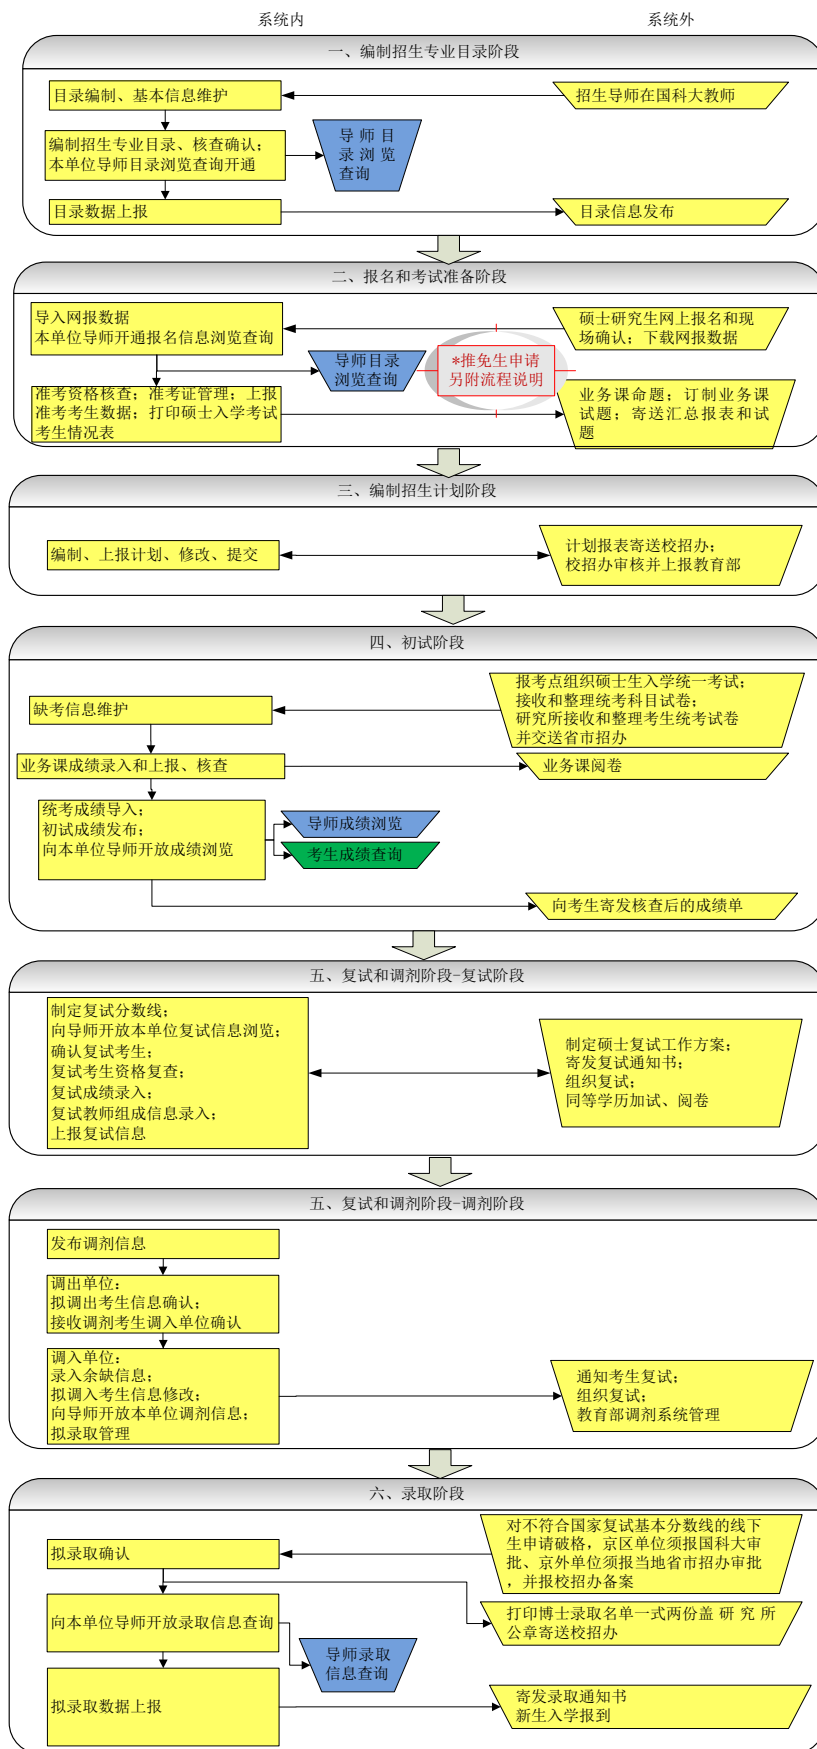 系统内
系统外
一、编制招生专业目录阶段
目录编制、基本信息维护
招生导师在国科大教师
编制招生专业目录、核查确认；
本单位导师目录浏览查询开通
导 师 目
录 浏 览
查询
目录数据上报
目录信息发布
二、报名和考试准备阶段
导入网报数据
本单位导师开通报名信息浏览查询
硕士研究生网上报名和现
场确认；下载网报数据
导师目录
浏览查询
*推免生申请
另附流程说明
准考资格核查；准考证管理；上报
准考考生数据；打印硕士入学考试
考生情况表
业务课命题；订制业务课
试题；寄送汇总报表和试
题
三、编制招生计划阶段
编制、上报计划、修改、提交
计划报表寄送校招办；
校招办审核并上报教育部
四、初试阶段
缺考信息维护
报考点组织硕士生入学统一考试；
接收和整理统考科目试卷；
研究所接收和整理考生统考试卷
并交送省市招办
业务课成绩录入和上报、核查
业务课阅卷
统考成绩导入；
初试成绩发布；
向本单位导师开放成绩浏览
导师成绩浏览
考生成绩查询
向考生寄发核查后的成绩单
五、复试和调剂阶段-复试阶段
制定复试分数线；
向导师开放本单位复试信息浏览；
确认复试考生；
复试考生资格复查；
复试成绩录入；
复试教师组成信息录入；
上报复试信息
制定硕士复试工作方案；
寄发复试通知书；
组织复试；
同等学历加试、阅卷
五、复试和调剂阶段-调剂阶段
发布调剂信息
调出单位：
拟调出考生信息确认；
接收调剂考生调入单位确认
调入单位：
录入余缺信息；
拟调入考生信息修改；
向导师开放本单位调剂信息；
拟录取管理
通知考生复试；
组织复试；
教育部调剂系统管理
六、录取阶段
拟录取确认
对不符合国家复试基本分数线的线下
生申请破格，京区单位须报国科大审
批、京外单位须报当地省市招办审批
，并报校招办备案
向本单位导师开放录取信息查询
打印博士录取名单一式两份盖 研 究 所
公章寄送校招办
导师录取
信息查询
拟录取数据上报
寄发录取通知书
新生入学报到